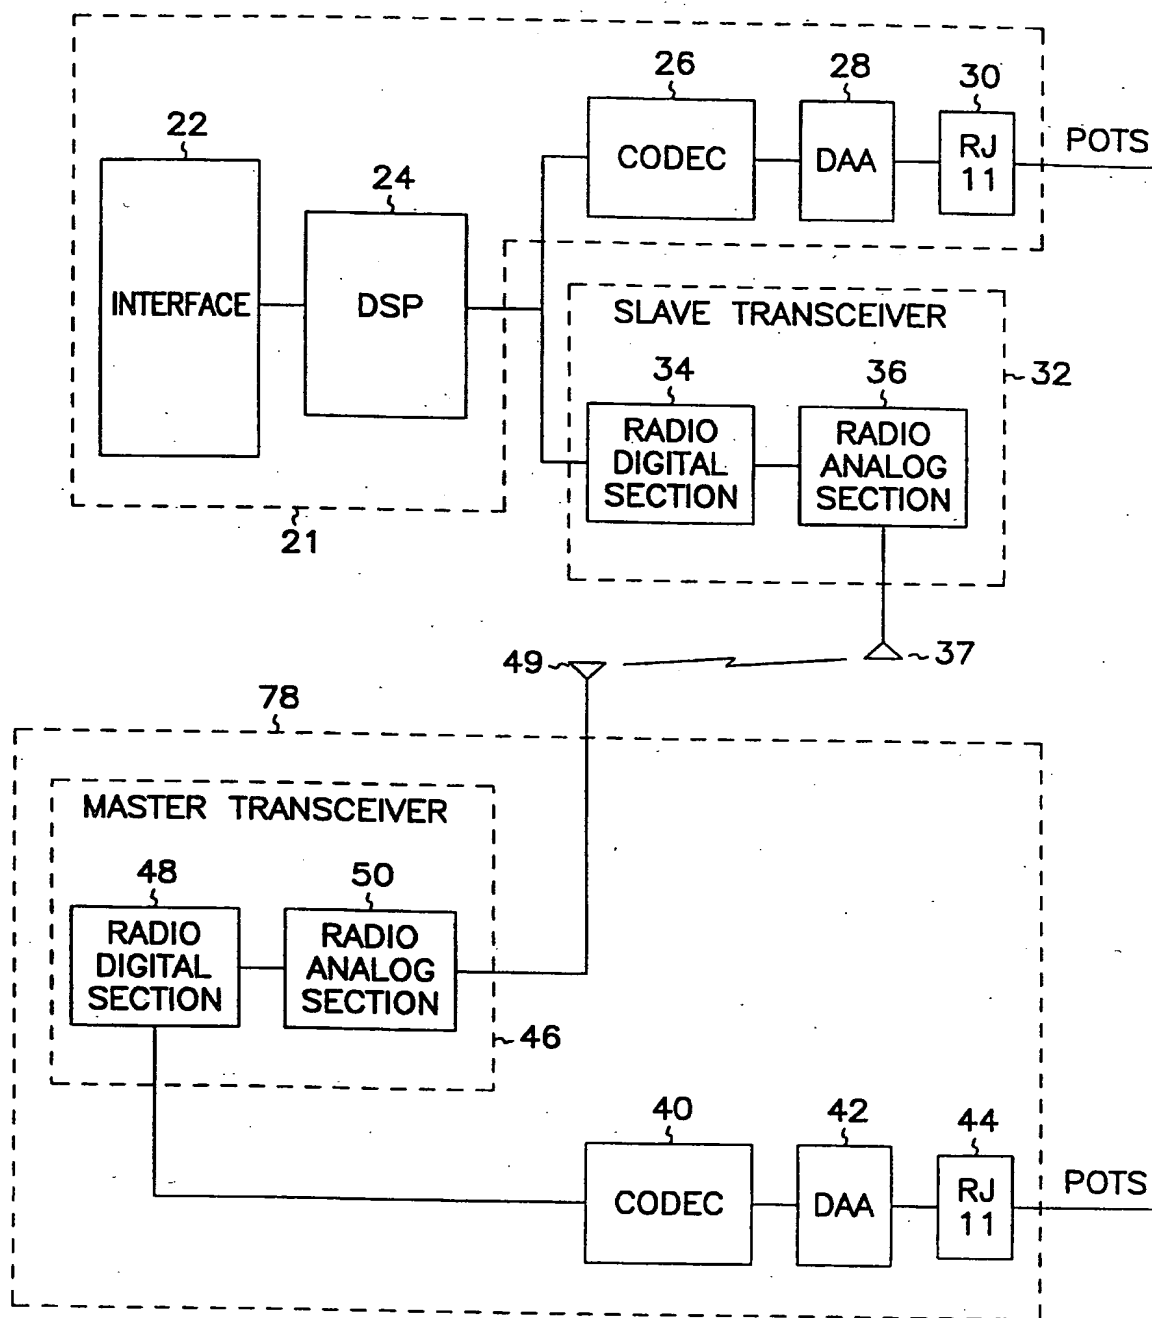 26
28
30
22
CODEC
DAA
RJ
11
POTS
24
INTERFACE
DSP
SLAVE TRANSCEIVER
34
36
32
RADIO
DIGITAL
SECTION
RADIO
ANALOG
SECTION
21
49
37
78
MASTER TRANSCEIVER
48
50
RADIO
DIGITAL
SECTION
RADIO
ANALOG
SECTION
46
40
42
44
CODEC
DAA
RJ
11
POTS